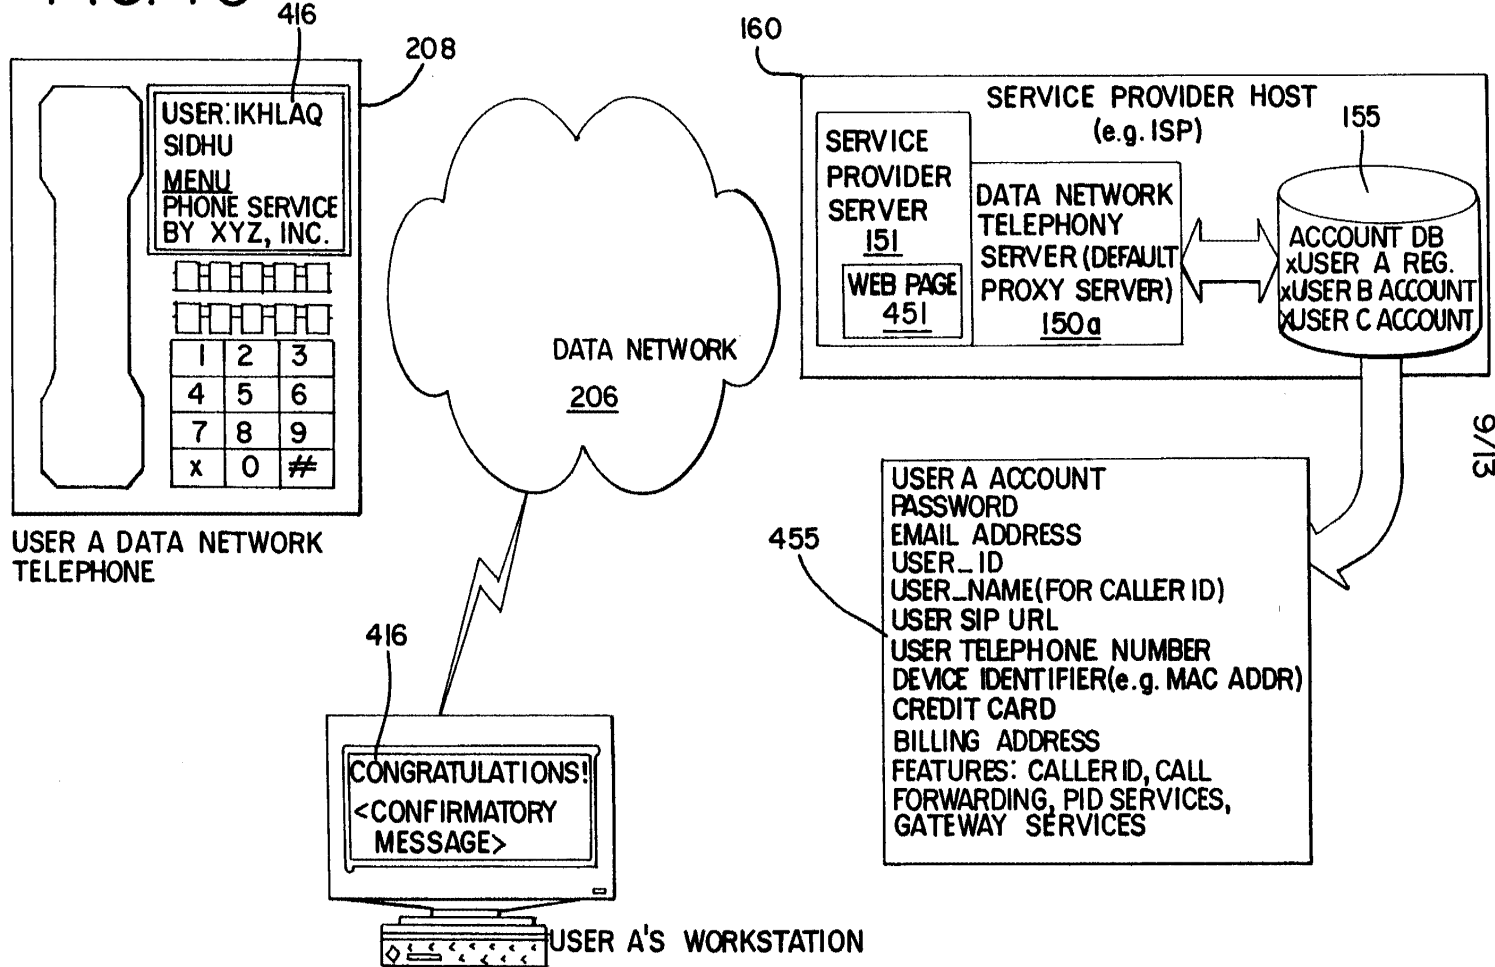 416
208
USER:IKHLAQ
SIDHU
MENU
PHONE SERVICE
BY XYZ, INC.
1 2 3
4 5 6
7 8 9
x 0 #
USER A DATA NETWORK
TELEPHONE
DATA NETWORK
206
160
SERVICE PROVIDER HOST
(e.g. ISP)
155
SERVICE
PROVIDER
SERVER
151
WEB PAGE
451
DATA NETWORK
TELEPHONY
SERVER (DEFAULT
PROXY SERVER)
150a
ACCOUNT DB
xUSER A REG.
xUSER B ACCOUNT
xUSER C ACCOUNT
9/13
455
USER A ACCOUNT
PASSWORD
EMAIL ADDRESS
USER_ID
USER_NAME(FOR CALLER ID)
USER SIP URL
USER TELEPHONE NUMBER
DEVICE IDENTIFIER(e.g. MAC ADDR)
CREDIT CARD
BILLING ADDRESS
FEATURES: CALLER ID, CALL
FORWARDING, PID SERVICES,
GATEWAY SERVICES
416
CONGRATULATIONS!
<CONFIRMATORY
MESSAGE>
USER A'S WORKSTATION